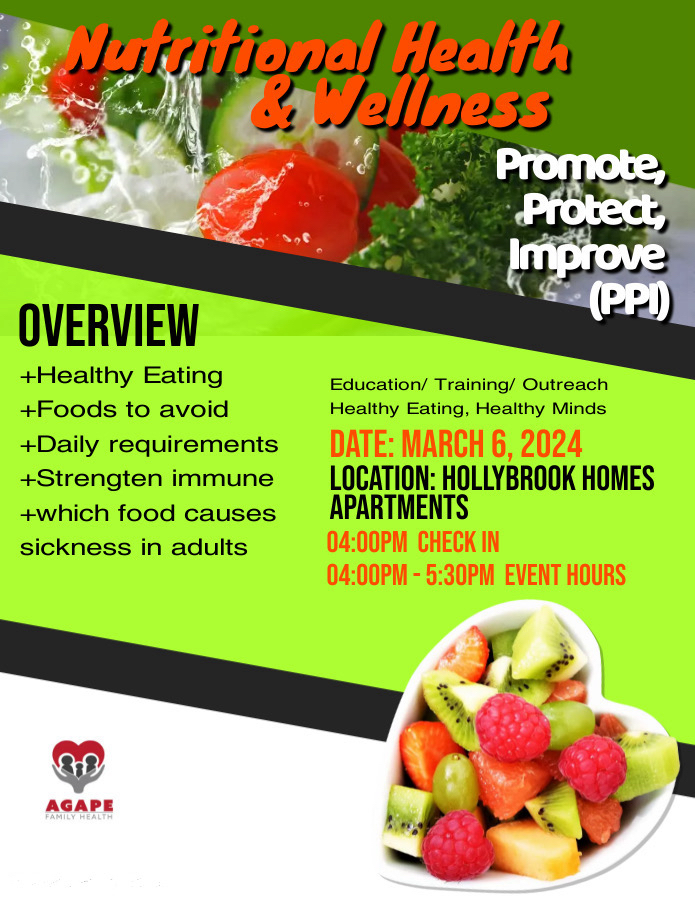 Nutritional Health
& Wellness
Promote,
Protect,
Improve
(PPI)
OVERVIEW
+Healthy Eating
+Foods to avoid
+Daily requirements
+Strengten immune
+which food causes
sickness in adults
Education/ Training/ Outreach
Healthy Eating, Healthy Minds
DATE: MARCH 6, 2024
LOCATION: HOLLYBROOK HOMES
APARTMENTS
04:00PM CHECK IN
04:00PM - 5:30PM EVENT HOURS
AGAPE
FAMILY HEALTH